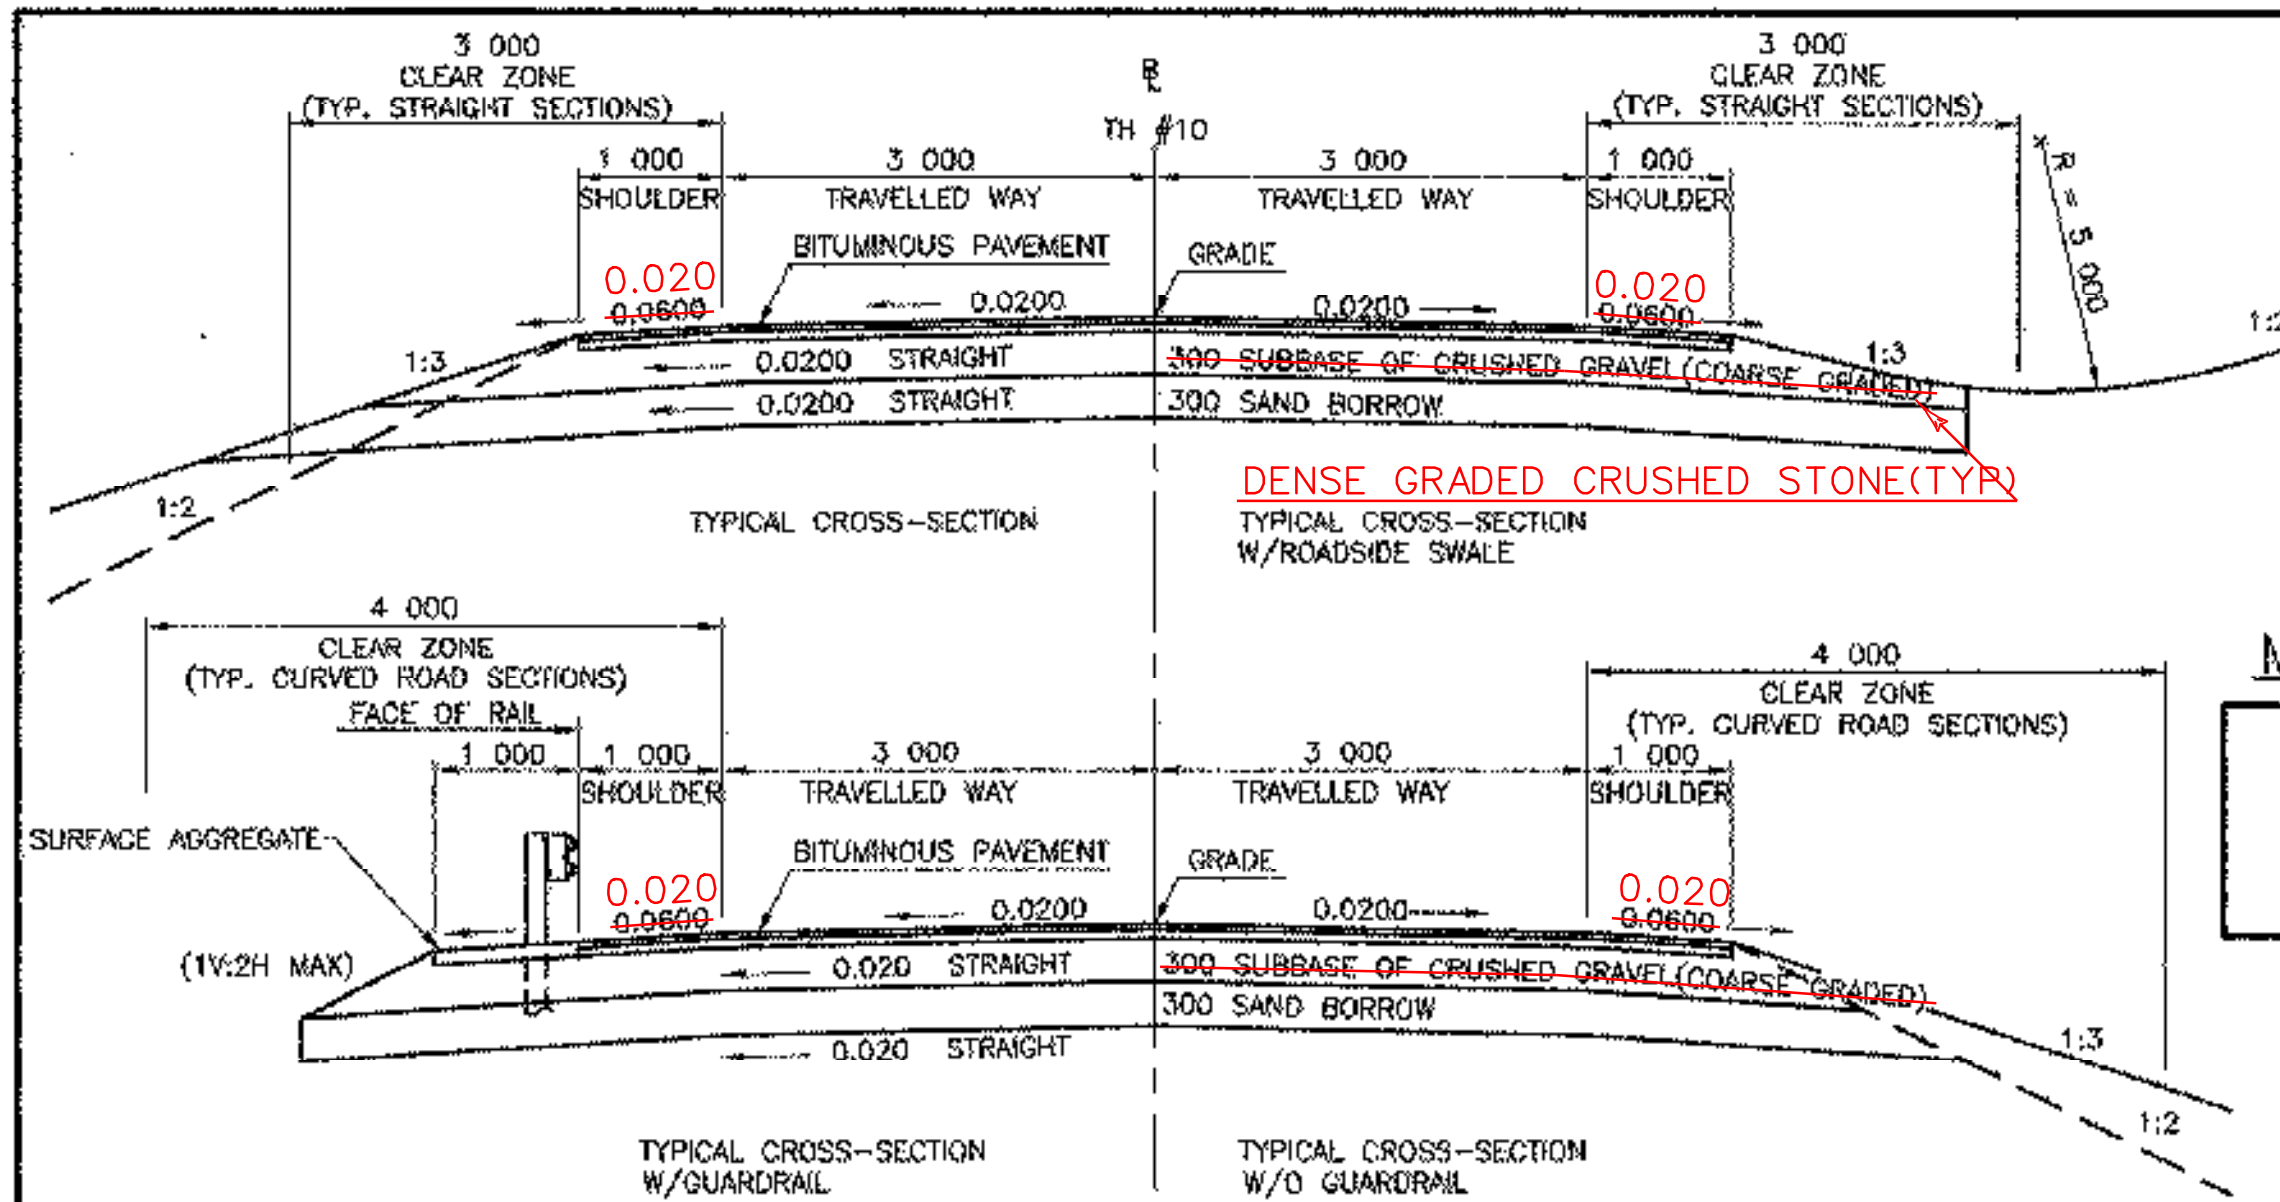 3 000
CLEAR ZONE
(TYP. STRAIGHT SECTIONS)
3 000
CLEAR ZONE
(TYP. STRAIGHT SECTIONS)
TH #10
1 000
3 000
3 000
1 000
SHOULDER
TRAVELLED WAY
TRAVELLED WAY
SHOULDER
R = 5 000
BITUMINOUS PAVEMENT
GRADE
0.020
0.0600
0.0200
0.0200
0.020
0.0600
1:3
0.0200 STRAIGHT
300 SUBBASE OF CRUSHED GRAVEL(COARSE GRADED)
1:3
0.0200 STRAIGHT
300 SAND BORROW
1:2
DENSE GRADED CRUSHED STONE(TYP)
TYPICAL CROSS-SECTION
TYPICAL CROSS-SECTION
W/ROADSIDE SWALE
4 000
CLEAR ZONE
(TYP. CURVED ROAD SECTIONS)
4 000
CLEAR ZONE
(TYP. CURVED ROAD SECTIONS)
FACE OF RAIL
1 000
1 000
3 000
3 000
1 000
SHOULDER
TRAVELLED WAY
TRAVELLED WAY
SHOULDER
SURFACE AGGREGATE
BITUMINOUS PAVEMENT
GRADE
0.020
0.0600
0.0200
0.0200
0.020
0.0600
(1V:2H MAX)
0.020 STRAIGHT
300 SUBBASE OF CRUSHED GRAVEL(COARSE GRADED)
300 SAND BORROW
0.020 STRAIGHT
1:3
1:2
TYPICAL CROSS-SECTION
W/GUARDRAIL
TYPICAL CROSS-SECTION
W/O GUARDRAIL